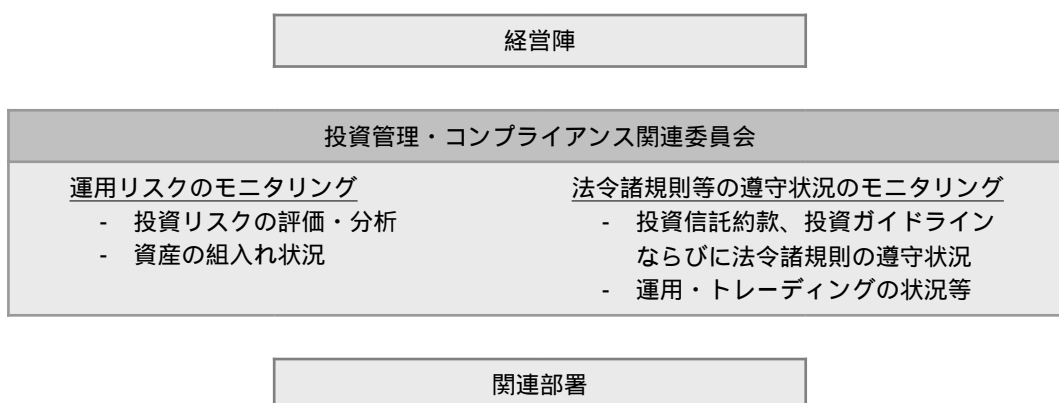 経営陣
投資管理・コンプライアンス関連委員会
運用リスクのモニタリング
- 投資リスクの評価・分析
- 資産の組入れ状況
法令諸規則等の遵守状況のモニタリング
- 投資信託約款、投資ガイドライン
ならびに法令諸規則の遵守状況
- 運用・トレーディングの状況等
関連部署